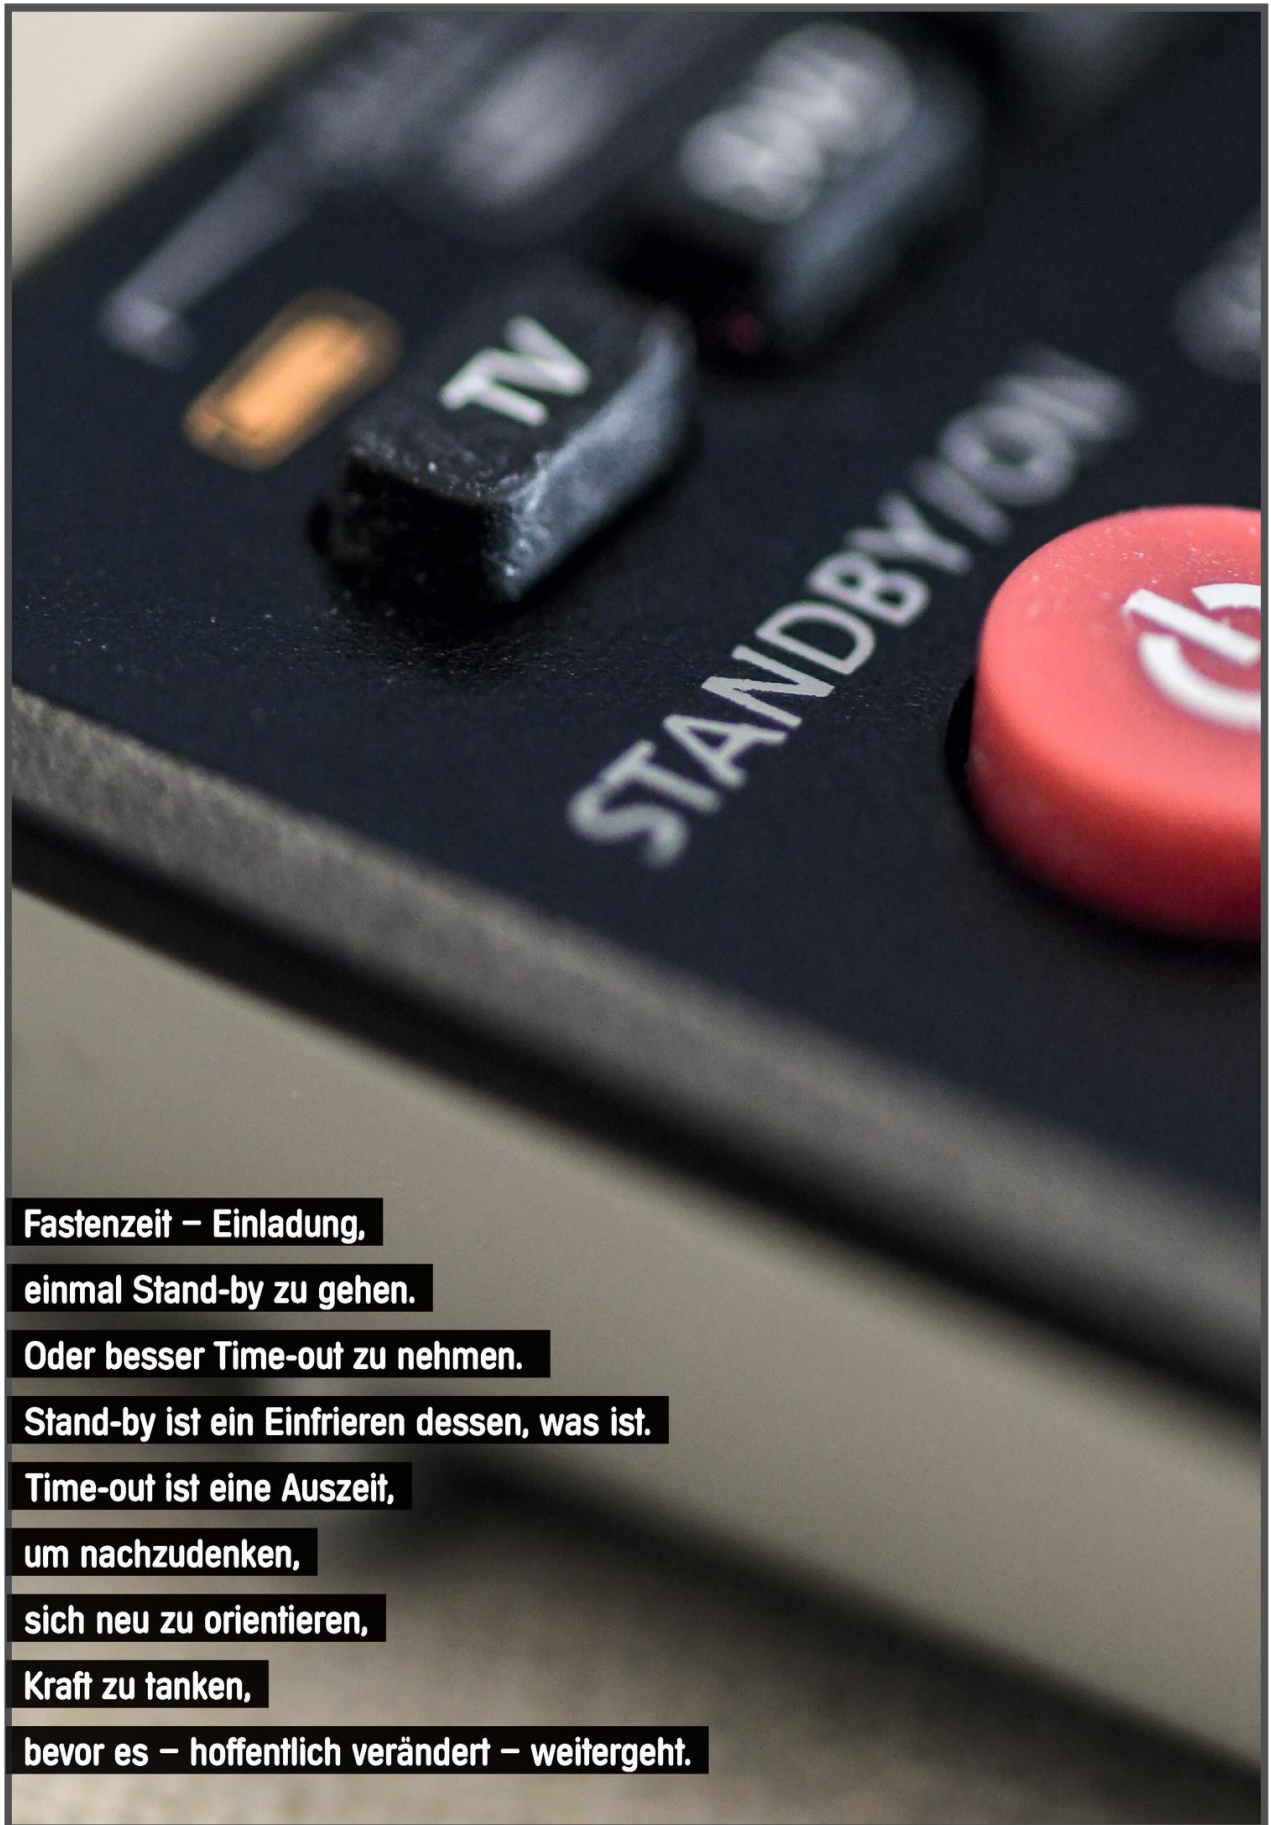 TV
STANDBY/ON
Fastenzeit – Einladung,
einmal Stand-by zu gehen.
Oder besser Time-out zu nehmen.
Stand-by ist ein Einfrieren dessen, was ist.
Time-out ist eine Auszeit,
um nachzudenken,
sich neu zu orientieren,
Kraft zu tanken,
bevor es – hoffentlich verändert – weitergeht.